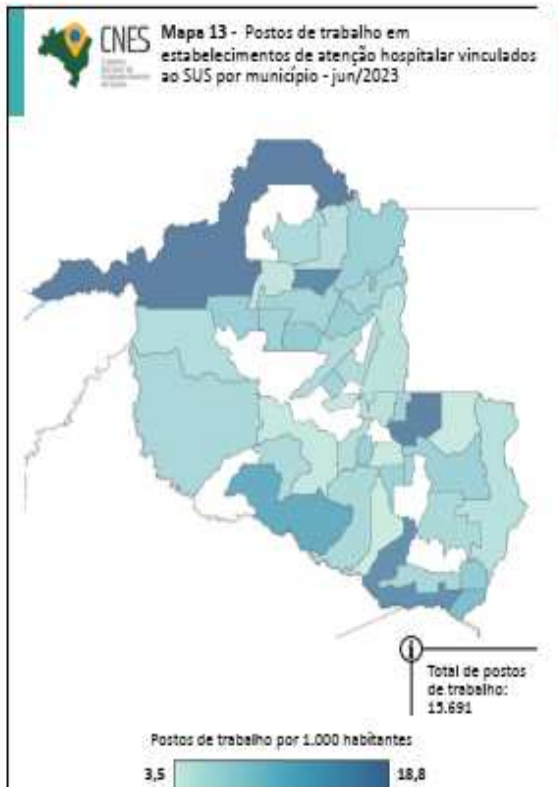 CNES
Mapa 13 - Postos de trabalho em
estabelecimentos de atenção hospitalar vinculados
ao SUS por município - jun/2023
Total de postos
de trabalho:
15.691
Postos de trabalho por 1.000 habitantes
3,5
18,8